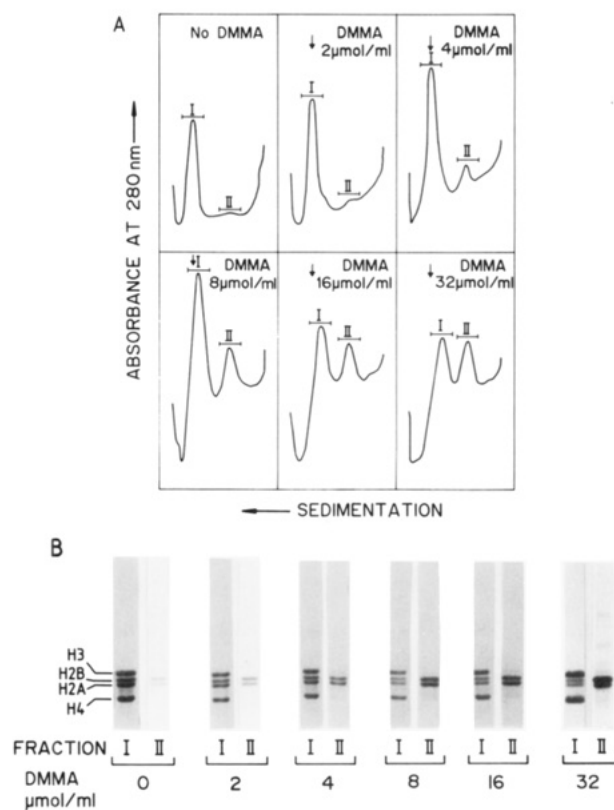 A
No DMMA
DMMA
2μmol/ml
DMMA
4μmol/ml
I
II
I
II
I
II
DMMA
8μmol/ml
DMMA
16μmol/ml
DMMA
32μmol/ml
I
II
I
II
I
II
ABSORBANCE AT 280 nm
SEDIMENTATION
B
H3
H2B
H2A
H4
FRACTION I II I II I II I II I II I II
DMMA 0 2 4 8 16 32
μmol/ml